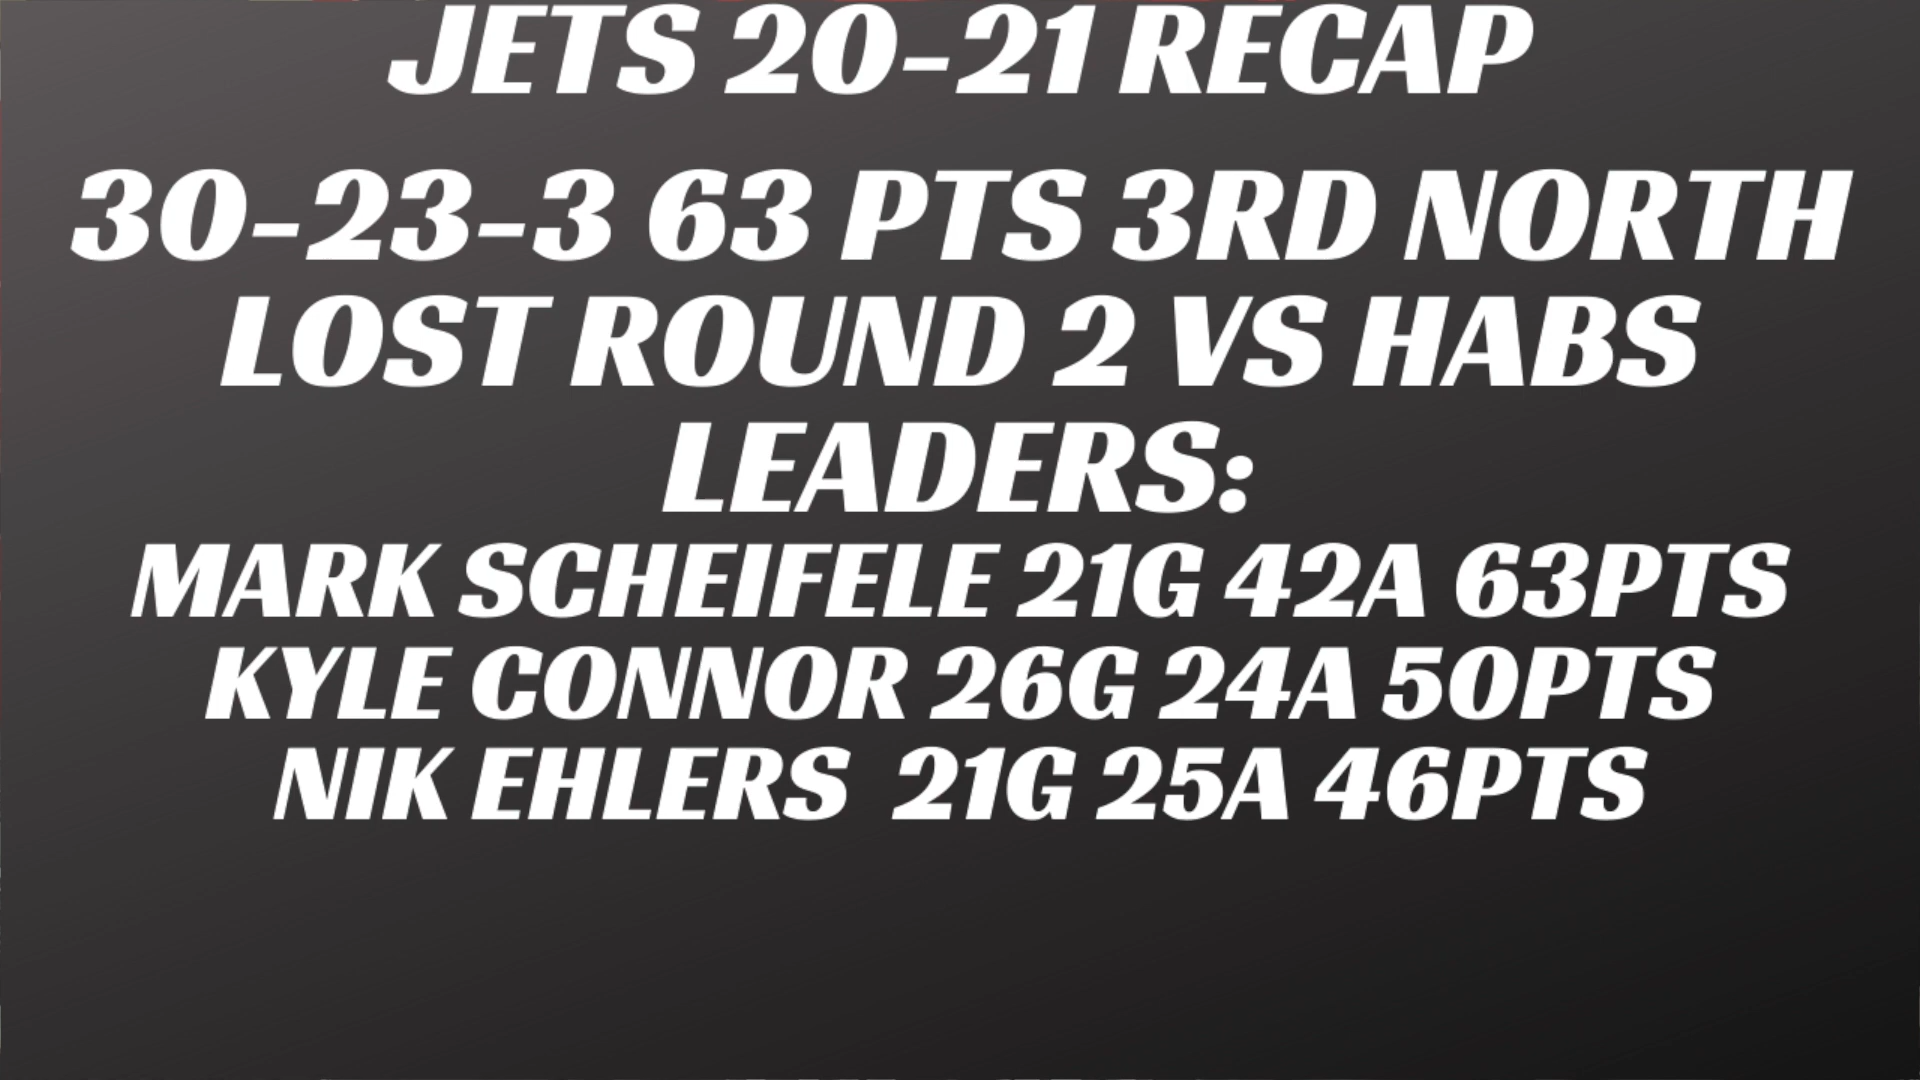 JETS 20-21 RECAP
30-23-3 63 PTS 3RD NORTH
LOST ROUND 2 VS HABS
LEADERS:
MARK SCHEIFELE 21G 42A 63PTS
KYLE CONNOR 26G 24A 50PTS
NIK EHLERS 21G 25A 46PTS